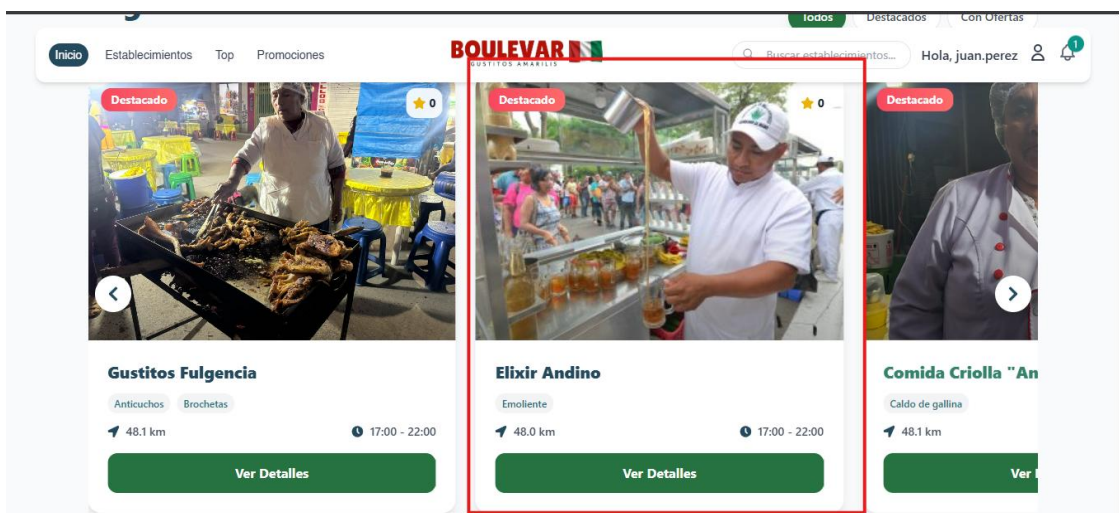 Todos Destacados Con Ofertas
Inicio Establecimientos Top Promociones BOULEVAR GUSTITOS AMARILIS Buscar establecimientos... Hola, juan.perez 1
Destacado 0 Destacado 0 Destacado
Gustitos Fulgencia Elixir Andino Comida Criolla "An
Anticuchos Brochetas Emoliente Caldo de gallina
48.1 km 17:00 - 22:00 48.0 km 17:00 - 22:00 48.1 km
Ver Detalles Ver Detalles Ver